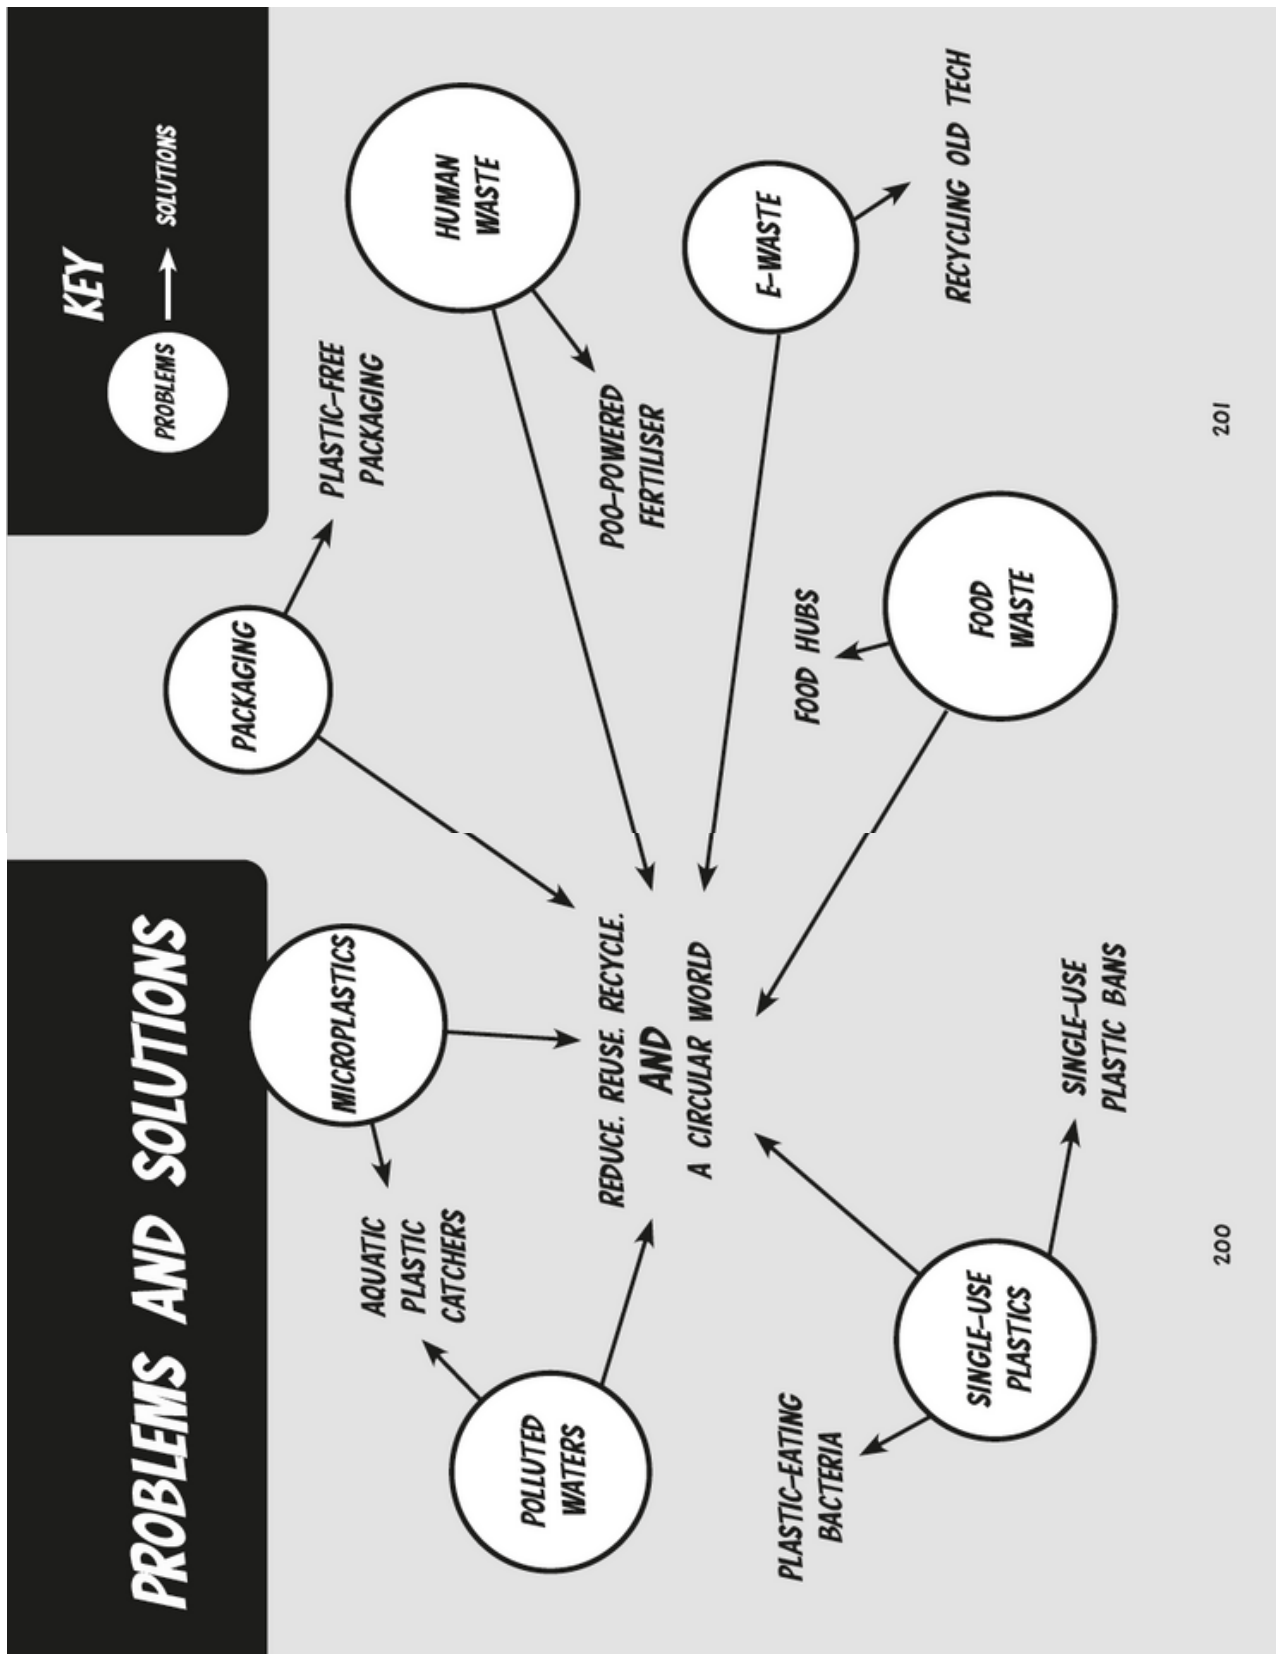 PROBLEMS AND SOLUTIONS
KEY
PROBLEMS
SOLUTIONS
MICROPLASTICS
AQUATIC
PLASTIC
CATCHERS
POLLUTED
WATERS
REDUCE. REUSE. RECYCLE.
AND
A CIRCULAR WORLD
PLASTIC-EATING
BACTERIA
SINGLE-USE
PLASTICS
SINGLE-USE
PLASTIC BANS
200
PACKAGING
PLASTIC-FREE
PACKAGING
HUMAN
WASTE
POO-POWERED
FERTILISER
E-WASTE
RECYCLING OLD TECH
FOOD HUBS
FOOD
WASTE
201